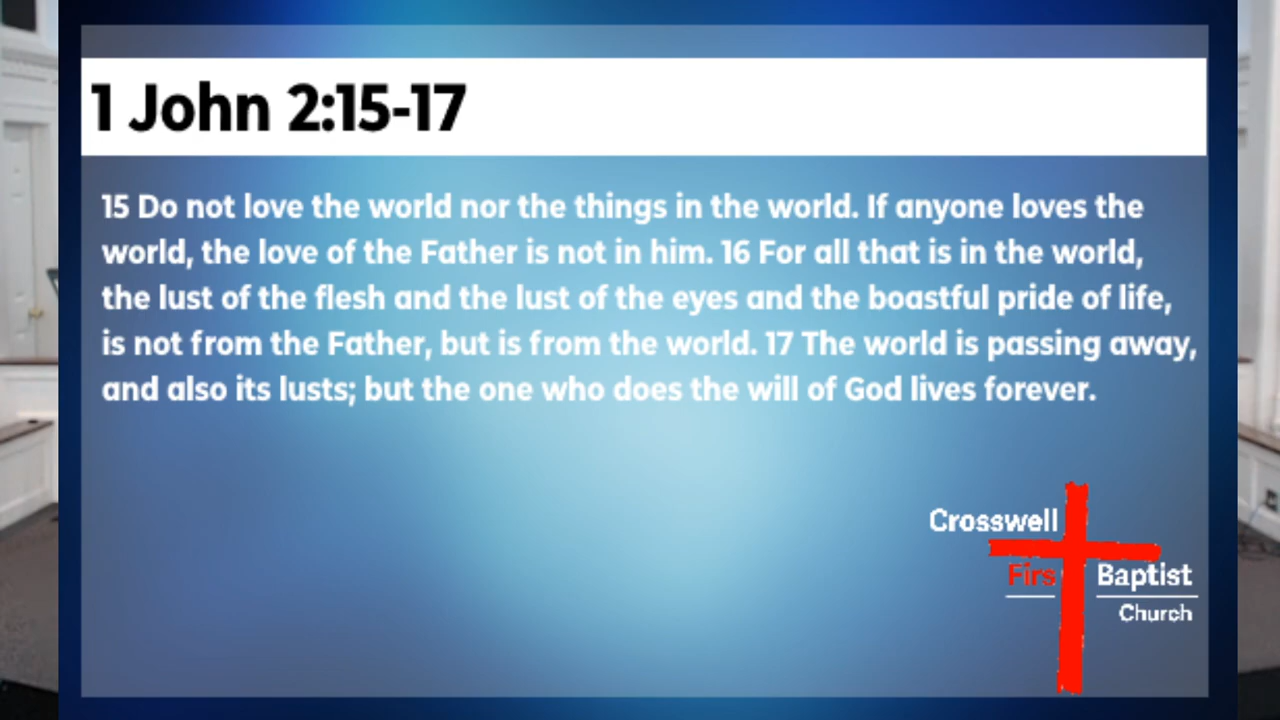 1 John 2:15-17
15 Do not love the world nor the things in the world. If anyone loves the
world, the love of the Father is not in him. 16 For all that is in the world,
the lust of the flesh and the lust of the eyes and the boastful pride of life,
is not from the Father, but is from the world. 17 The world is passing away,
and also its lusts; but the one who does the will of God lives forever.
Crosswell
Firs Baptist
Church